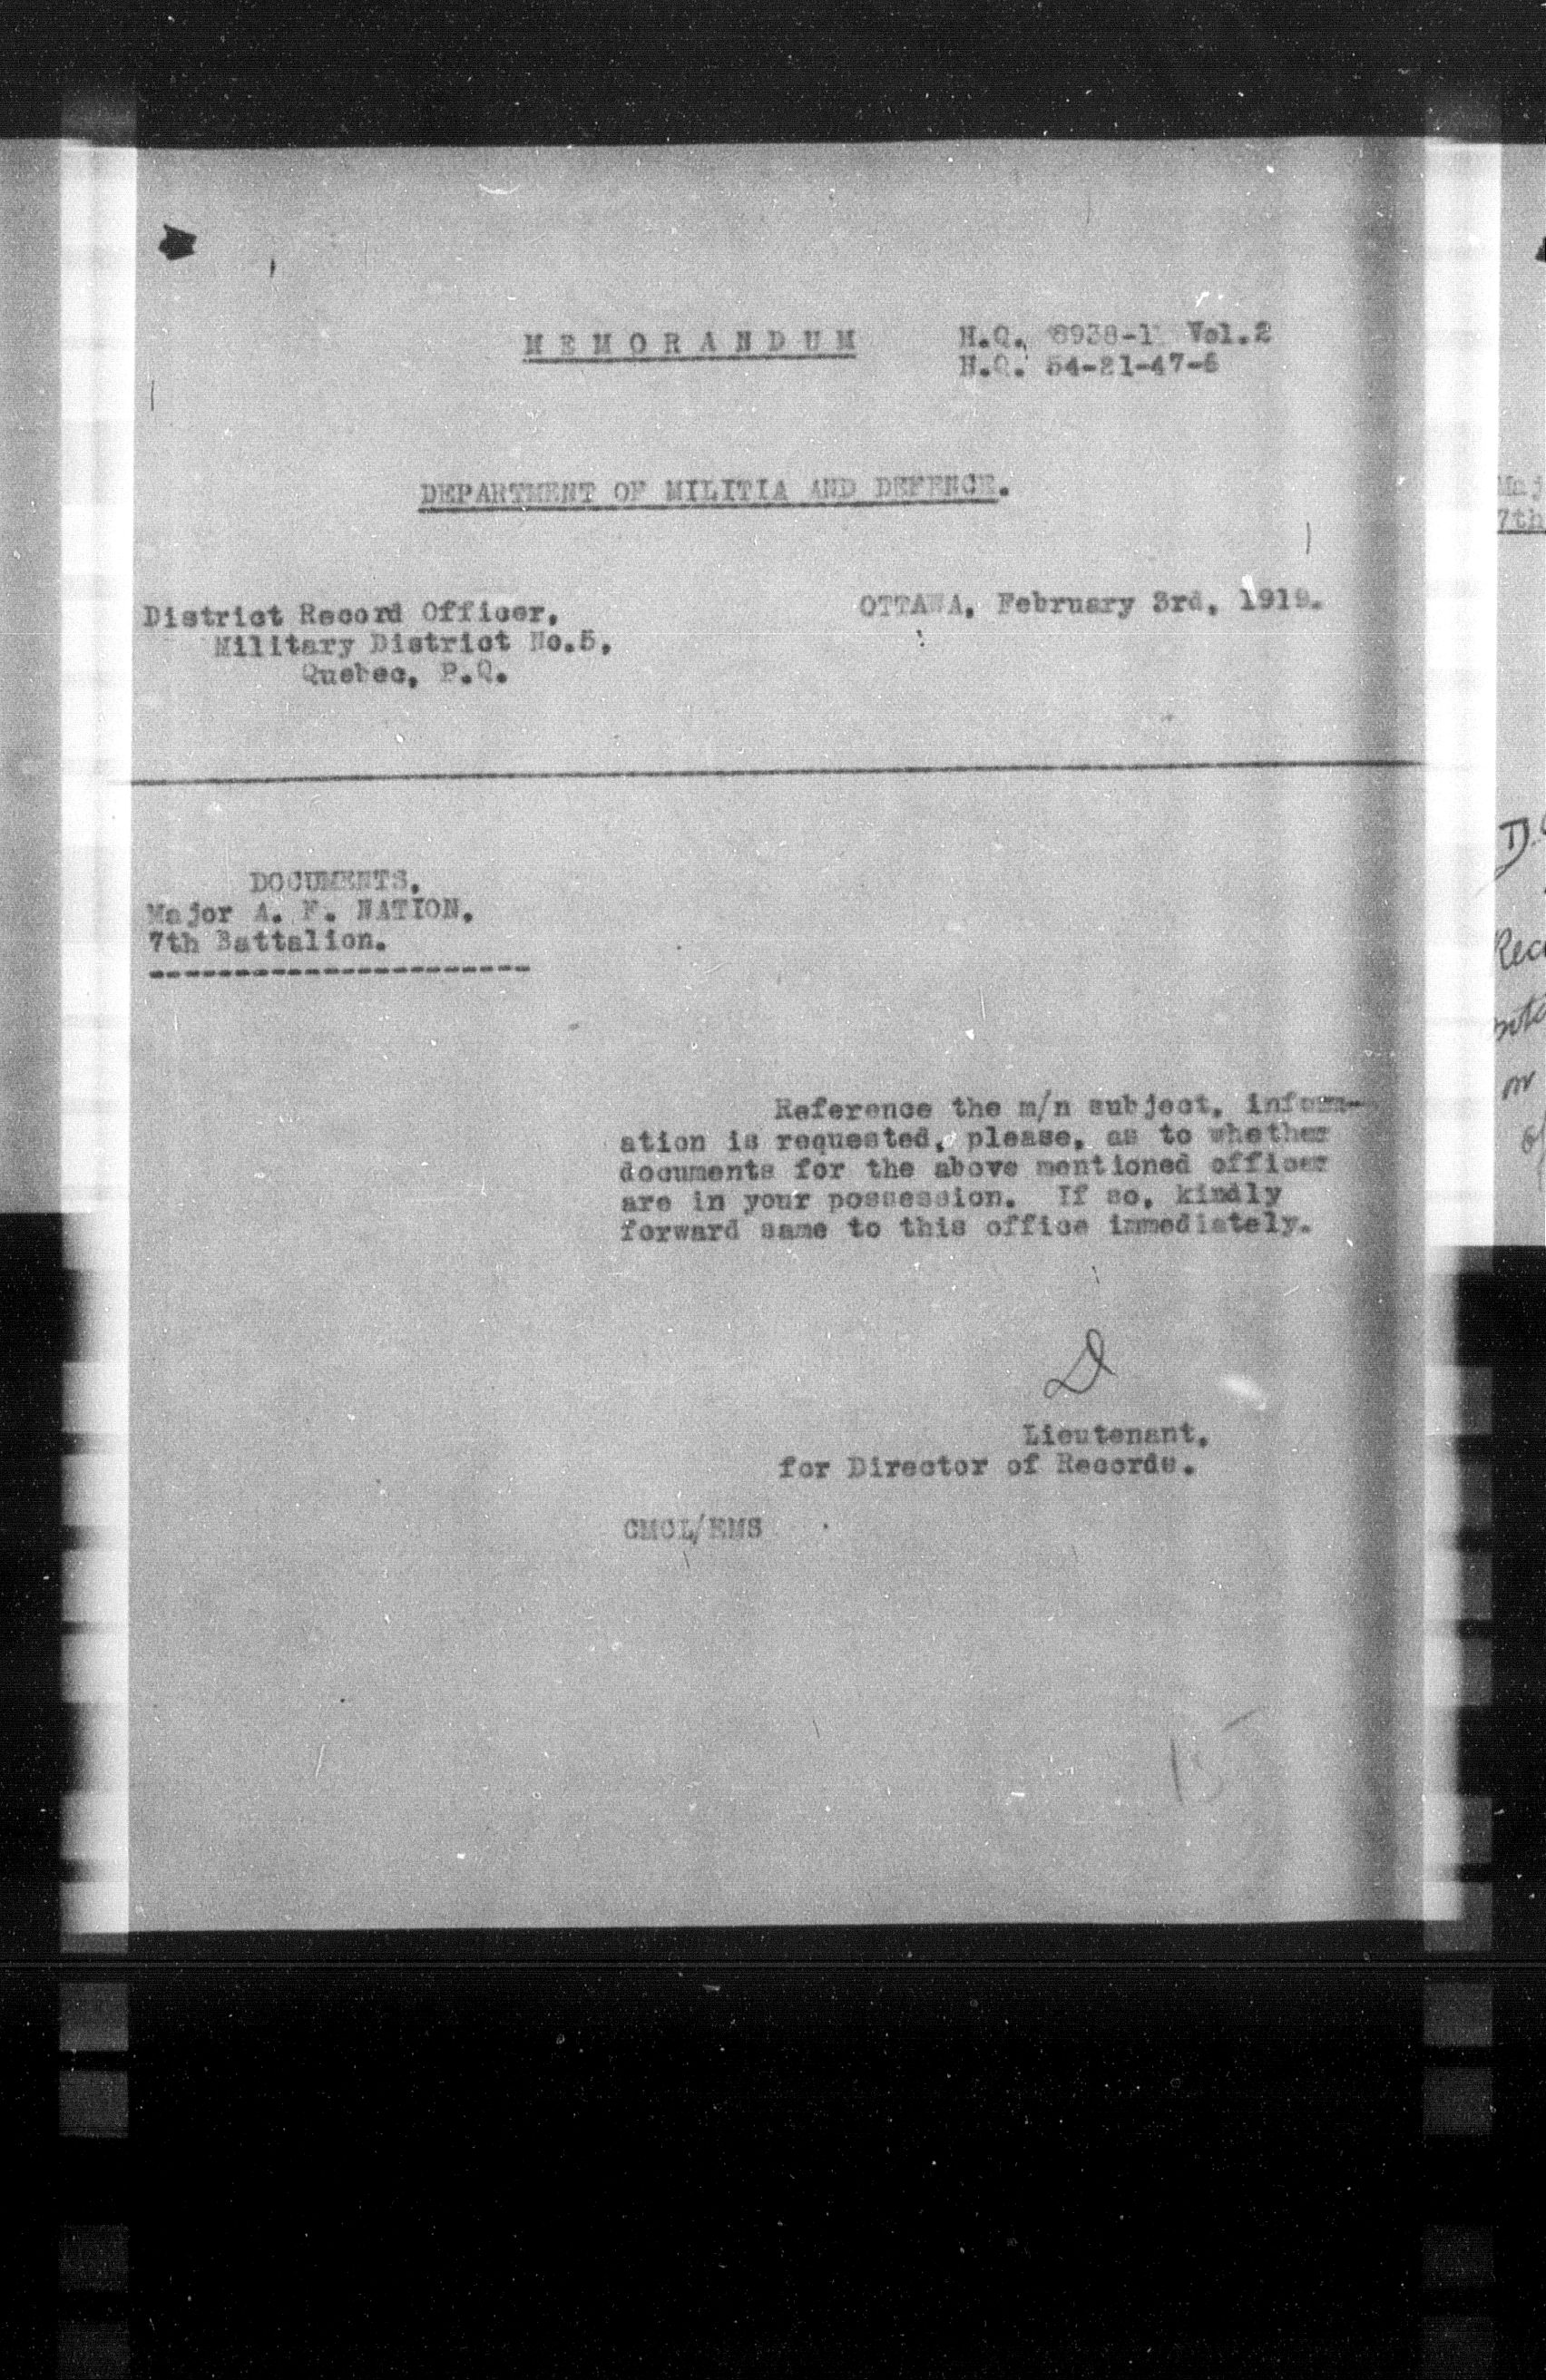 MEMORANDUM
H.Q. 8938-1 Vol.2
H.Q. 54-21-47-6
DEPARTMENT OF MILITIA AND DEFENCE.
District Record Officer,
Military District No.5,
Quebec, P.Q.
OTTAWA, February 3rd, 1919.
DOCUMENTS.
Major A. F. NATION,
7th Battalion.
Reference the m/n subject, inform-
ation is requested, please, as to whether
documents for the above mentioned officer
are in your possession. If so, kindly
forward same to this office immediately.
Lieutenant,
for Director of Records.
CMCL/EMS
15
Maj
7th